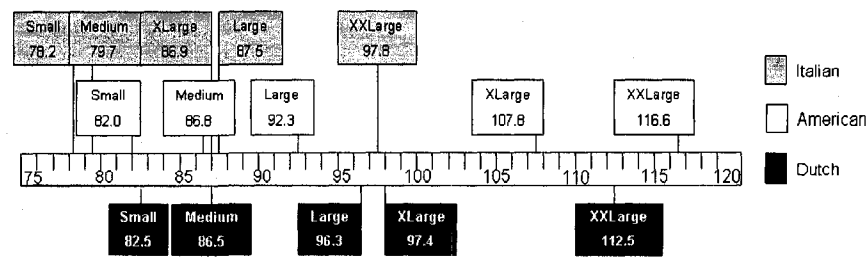 Small Medium XLarge Large XXLarge
78.2 79.7 86.9 87.5 97.8
Italian
Small Medium Large XLarge XXLarge
82.0 86.8 92.3 107.8 116.6
American
75 80 85 90 95 100 105 110 115 120
Dutch
Small Medium Large XLarge XXLarge
82.5 86.5 96.3 97.4 112.5